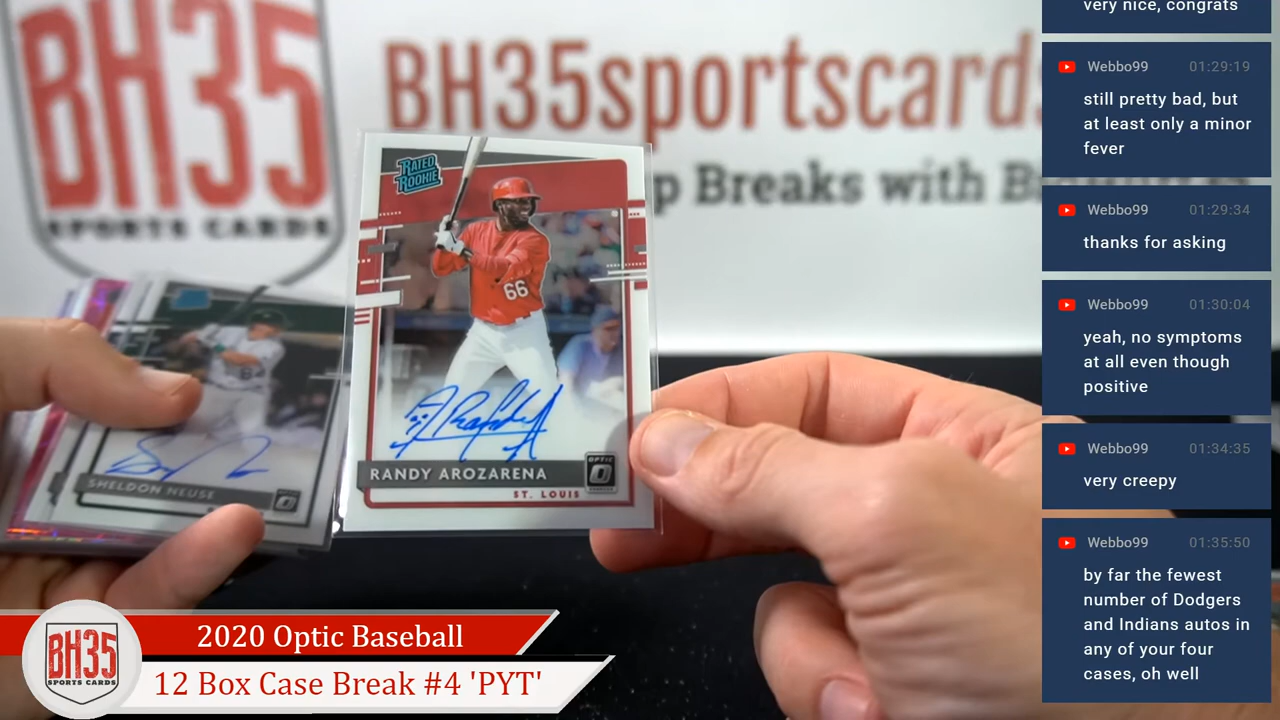 BH35
SPORTS CARDS
BH35sportscards
p Breaks with B
RATED
ROOKIE
66
RANDY AROZARENA
OPTIC
ST. LOUIS
SHELDON NEUSE
BH35
SPORTS CARDS
2020 Optic Baseball
12 Box Case Break #4 'PYT'
very nice, congrats
Webbo99 01:29:19
still pretty bad, but
at least only a minor
fever
Webbo99 01:29:34
thanks for asking
Webbo99 01:30:04
yeah, no symptoms
at all even though
positive
Webbo99 01:34:35
very creepy
Webbo99 01:35:50
by far the fewest
number of Dodgers
and Indians autos in
any of your four
cases, oh well